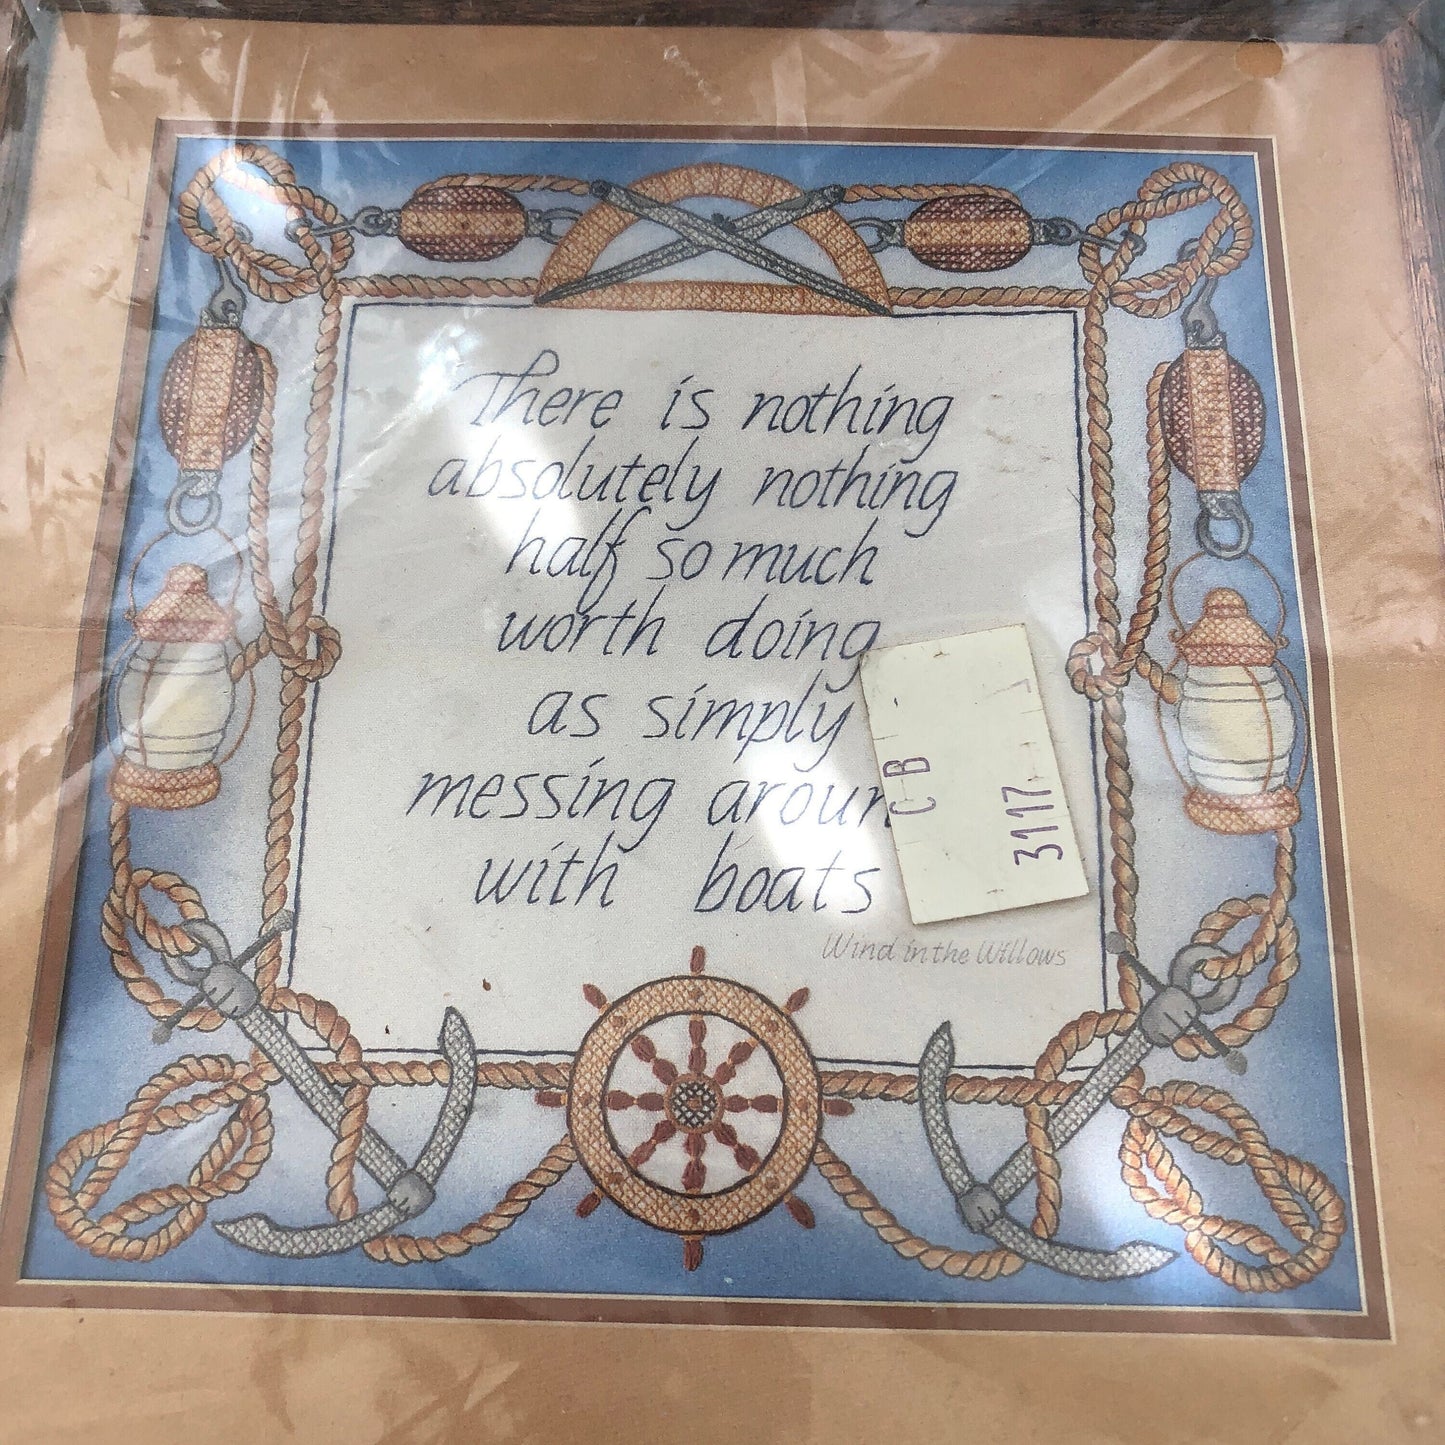 There is nothing
absolutely nothing
half so much
worth doing
as simply
messing aroun
with boats
Wind in the Willows
CB
3117